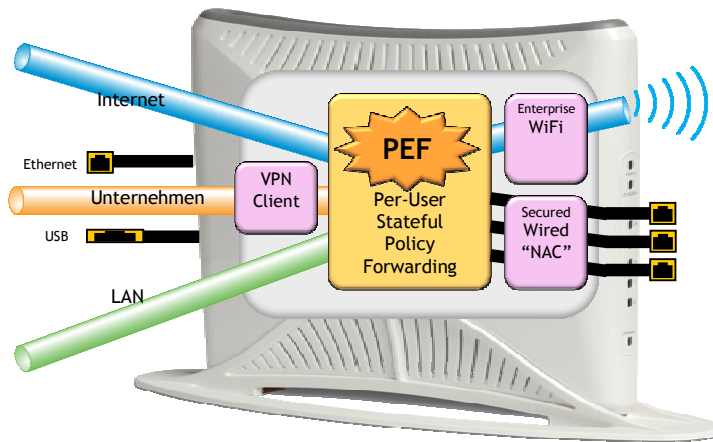 Internet
Ethernet
Unternehmen
USB
LAN
VPN
Client
PEF
Per-User
Stateful
Policy
Forwarding
Enterprise
WiFi
Secured
Wired
“NAC”